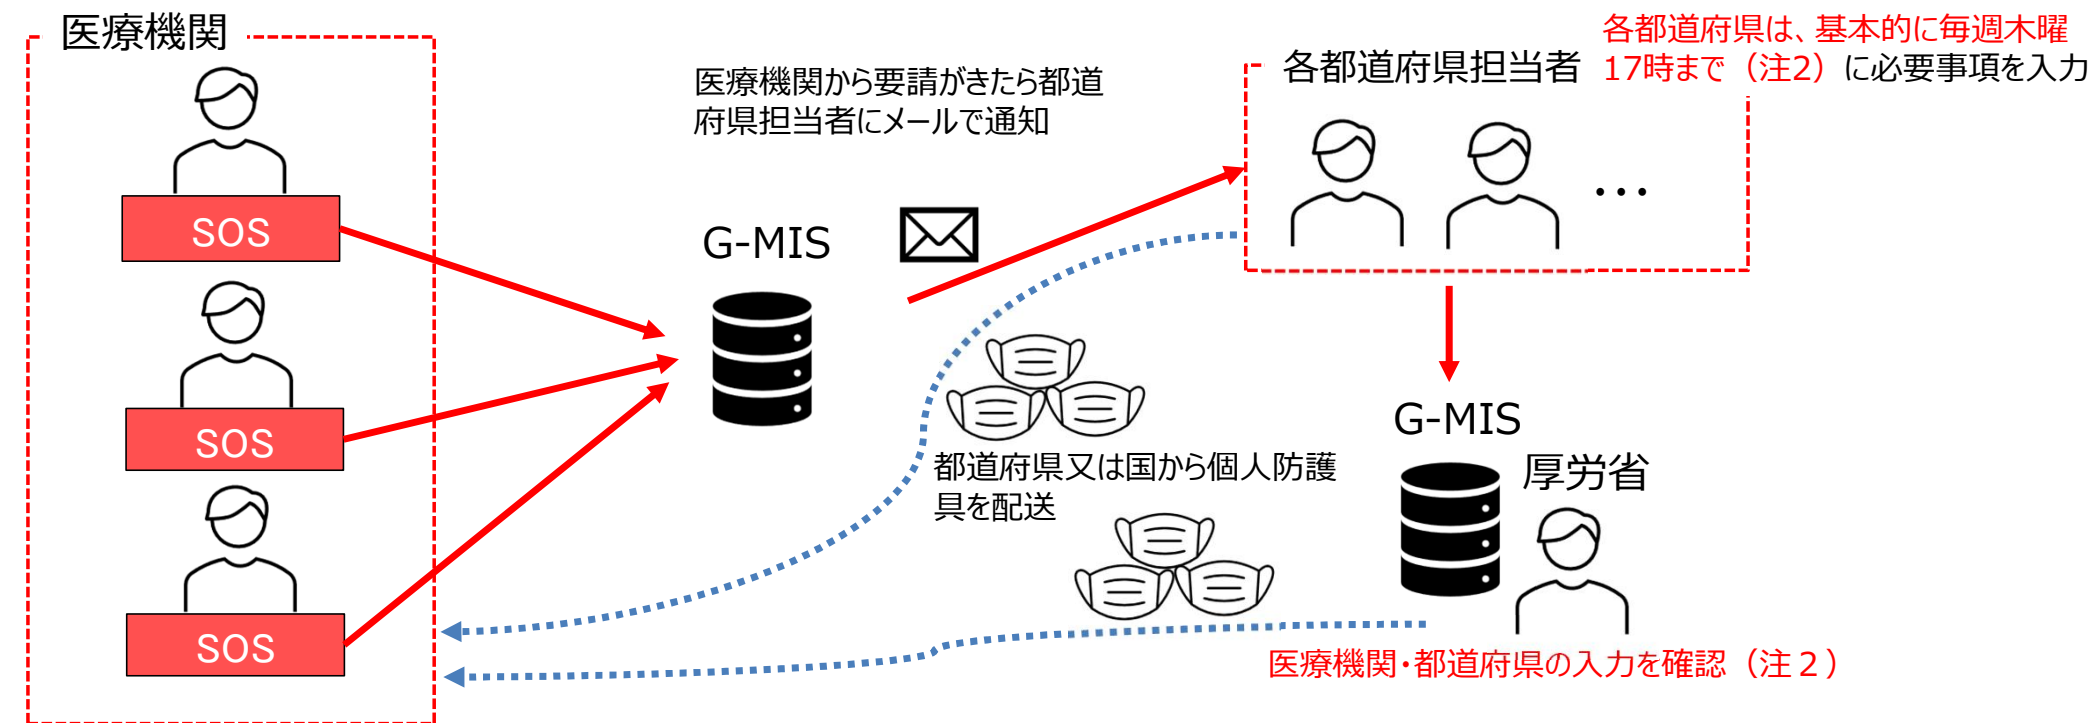 医療機関
SOS
SOS
SOS
医療機関から要請がきたら都道
府県担当者にメールで通知
G-MIS
各都道府県担当者
各都道府県は、基本的に毎週木曜
17時まで（注2）に必要事項を入力
…
都道府県又は国から個人防護
具を配送
G-MIS
厚労省
医療機関・都道府県の入力を確認（注２）